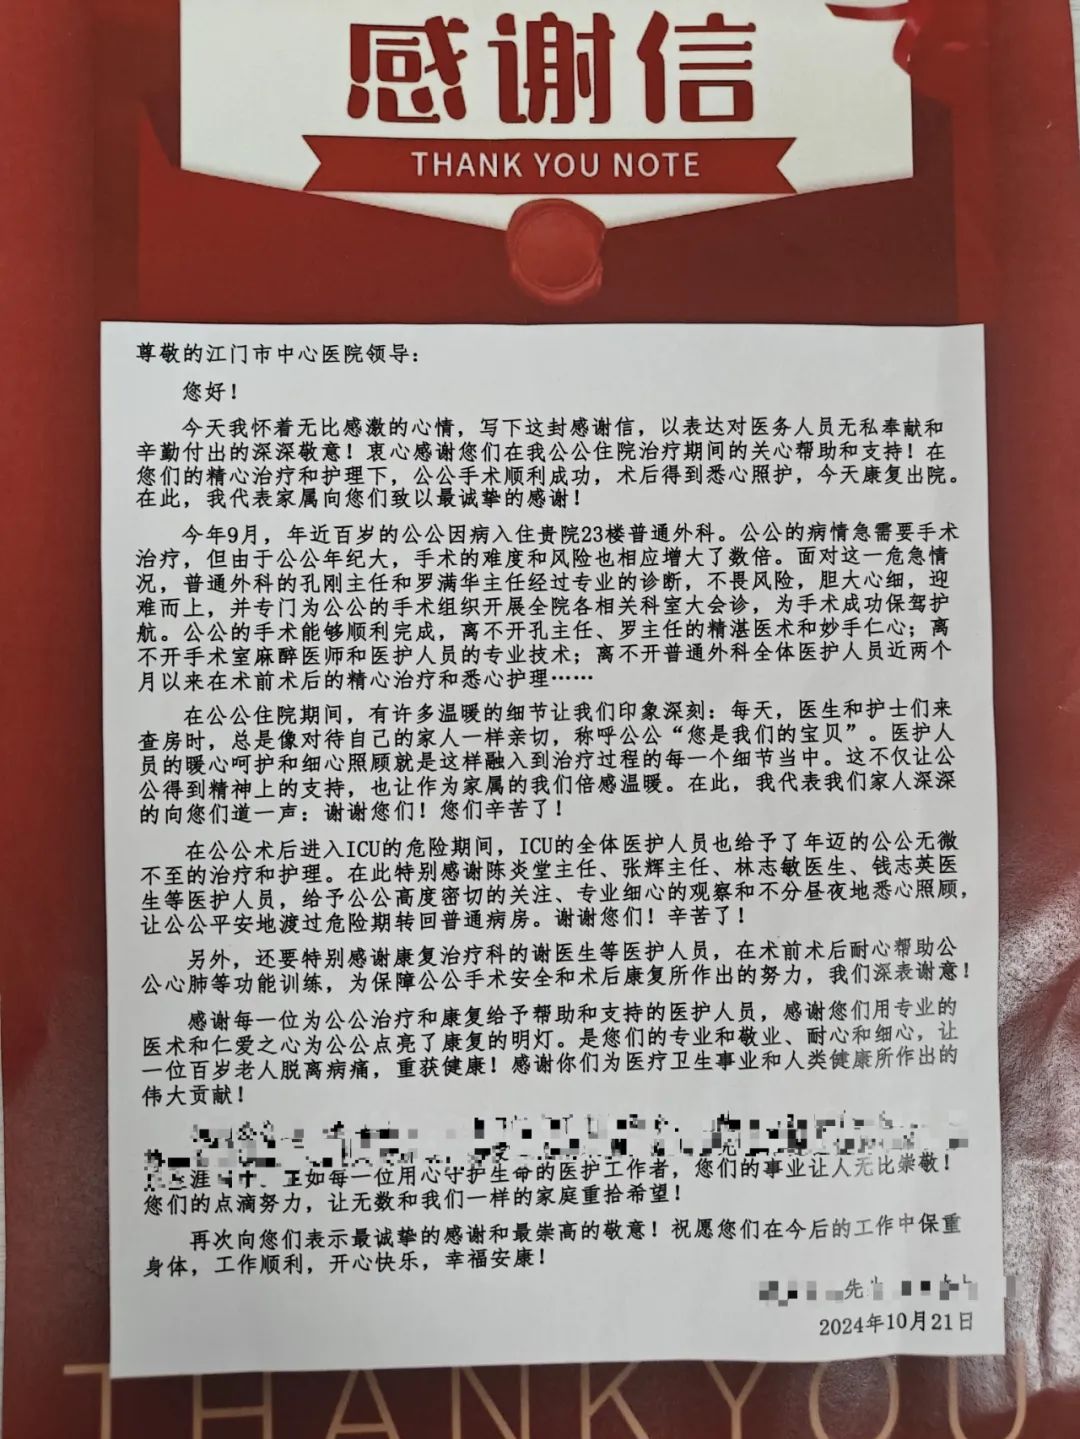 感谢信
THANK YOU NOTE
尊敬的江门市中心医院领导：
您好！
今天我怀着无比感激的心情，写下这封感谢信，以表达对医务人员无私奉献和
辛勤付出的深深敬意！衷心感谢您们在我公公住院治疗期间的关心帮助和支持！在
您们的精心治疗和护理下，公公手术顺利成功，术后得到悉心照护，今天康复出院。
在此，我代表家属向您们致以最诚挚的感谢！
今年9月，年近百岁的公公因病入住贵院23楼普通外科。公公的病情急需要手术
治疗，但由于公公年纪大，手术的难度和风险也相应增大了数倍。面对这一危急情
况，普通外科的孔刚主任和罗满华主任经过专业的诊断，不畏风险，胆大心细，迎
难而上，并专门为公公的手术组织开展全院各相关科室大会诊，为手术成功保驾护
航。公公的手术能够顺利完成，离不开孔主任、罗主任的精湛医术和妙手仁心；离
不开手术室麻醉医师和医护人员的专业技术；离不开普通外科全体医护人员近两个
月以来在术前术后的精心治疗和悉心护理……
在公公住院期间，有许多温暖的细节让我们印象深刻：每天，医生和护士们来
查房时，总是像对待自己的家人一样亲切，称呼公公“您是我们的宝贝”。医护人
员的暖心呵护和细心照顾就是这样融入到治疗过程的每一个细节当中。这不仅让公
公得到精神上的支持，也让作为家属的我们倍感温暖。在此，我代表我们家人深深
的向您们道一声：谢谢您们！您们辛苦了！
在公公术后进入ICU的危险期间，ICU的全体医护人员也给予了年迈的公公无微
不至的治疗和护理。在此特别感谢陈炎堂主任、张辉主任、林志敏医生、钱志英医
生等医护人员，给予公公高度密切的关注、专业细心的观察和不分昼夜地悉心照顾，
让公公平安地渡过危险期转回普通病房。谢谢您们！辛苦了！
另外，还要特别感谢康复治疗科的谢医生等医护人员，在术前术后耐心帮助公
公心肺等功能训练，为保障公公手术安全和术后康复所作出的努力，我们深表谢意！
感谢每一位为公公治疗和康复给予帮助和支持的医护人员，感谢您们用专业的
医术和仁爱之心为公公点亮了康复的明灯。是您们的专业和敬业、耐心和细心，让
一位百岁老人脱离病痛，重获健康！感谢你们为医疗卫生事业和人类健康所作出的
伟大贡献！
如每一位用心守护生命的医护工作者，您们的事业让人无比崇敬！
您们的点滴努力，让无数和我们一样的家庭重拾希望！
再次向您们表示最诚挚的感谢和最崇高的敬意！祝愿您们在今后的工作中保重
身体，工作顺利，开心快乐，幸福安康！
先
2024年10月21日
THANK YOU